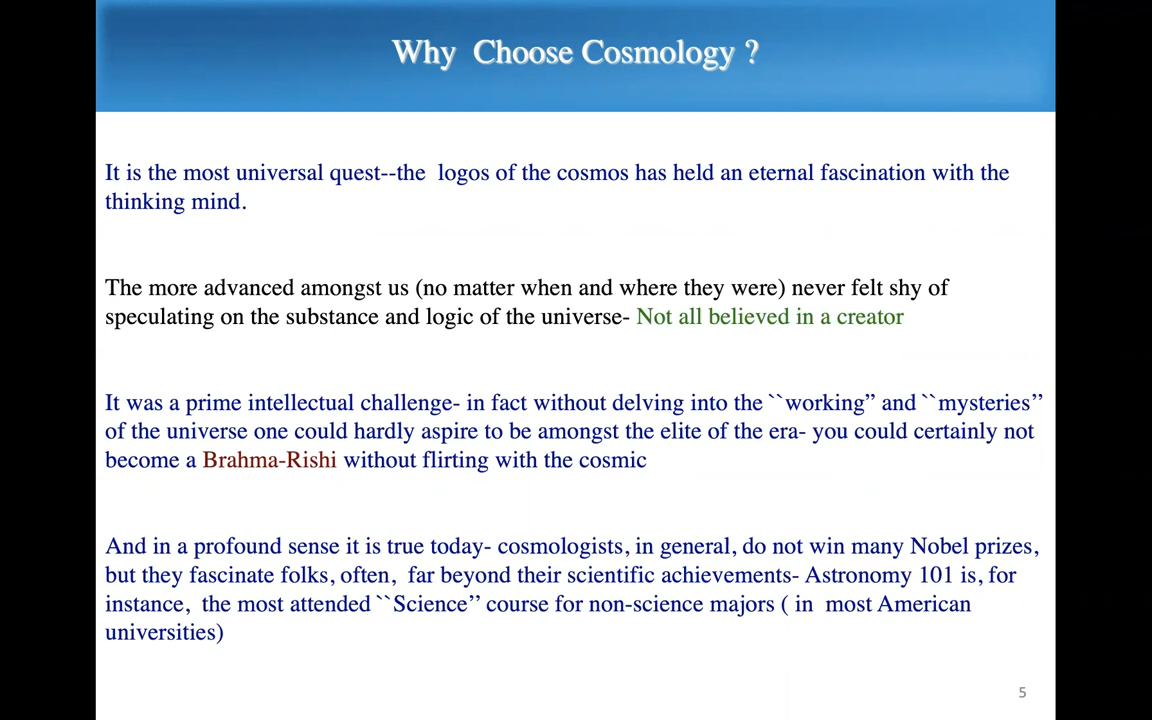 Why Choose Cosmology ?
It is the most universal quest--the logos of the cosmos has held an eternal fascination with the
thinking mind.
The more advanced amongst us (no matter when and where they were) never felt shy of
speculating on the substance and logic of the universe- Not all believed in a creator
It was a prime intellectual challenge- in fact without delving into the ``working” and ``mysteries’’
of the universe one could hardly aspire to be amongst the elite of the era- you could certainly not
become a Brahma-Rishi without flirting with the cosmic
And in a profound sense it is true today- cosmologists, in general, do not win many Nobel prizes,
but they fascinate folks, often, far beyond their scientific achievements- Astronomy 101 is, for
instance, the most attended ``Science’’ course for non-science majors ( in most American
universities)
5